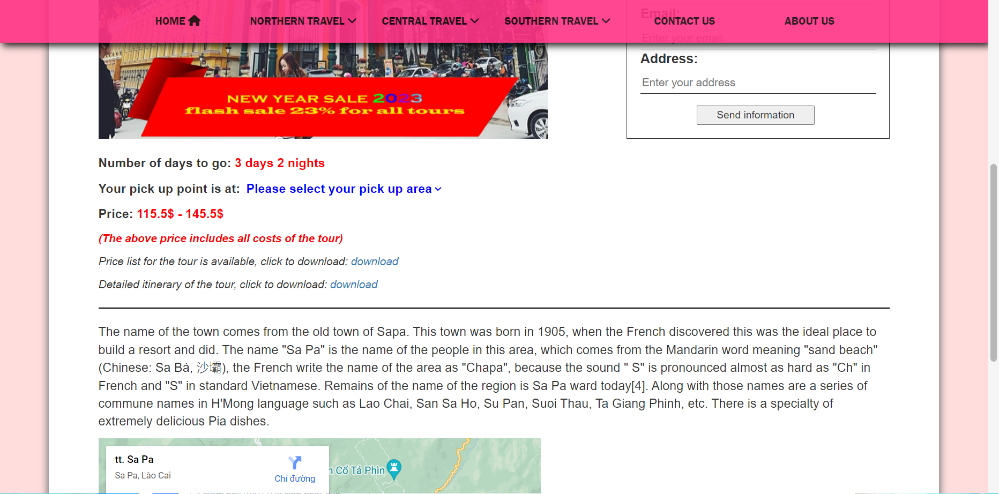 HOME
NORTHERN TRAVEL
CENTRAL TRAVEL
SOUTHERN TRAVEL
CONTACT US
ABOUT US
Email:
Enter your email
Address:
Enter your address
Send information
NEW YEAR SALE 2023
flash sale 23% for all tours
Number of days to go: 3 days 2 nights
Your pick up point is at: Please select your pick up area
Price: 115.5$ - 145.5$
(The above price includes all costs of the tour)
Price list for the tour is available, click to download: download
Detailed itinerary of the tour, click to download: download
The name of the town comes from the old town of Sapa. This town was born in 1905, when the French discovered this was the ideal place to
build a resort and did. The name "Sa Pa" is the name of the people in this area, which comes from the Mandarin word meaning "sand beach"
(Chinese: Sa Bá, 沙壩), the French write the name of the area as "Chapa", because the sound " S" is pronounced almost as hard as "Ch" in
French and "S" in standard Vietnamese. Remains of the name of the region is Sa Pa ward today[4]. Along with those names are a series of
commune names in H'Mong language such as Lao Chai, San Sa Ho, Su Pan, Suoi Thau, Ta Giang Phinh, etc. There is a specialty of
extremely delicious Pia dishes.
tt. Sa Pa
Sa Pa, Lào Cai
Chỉ đường
Cổ Tả Phìn